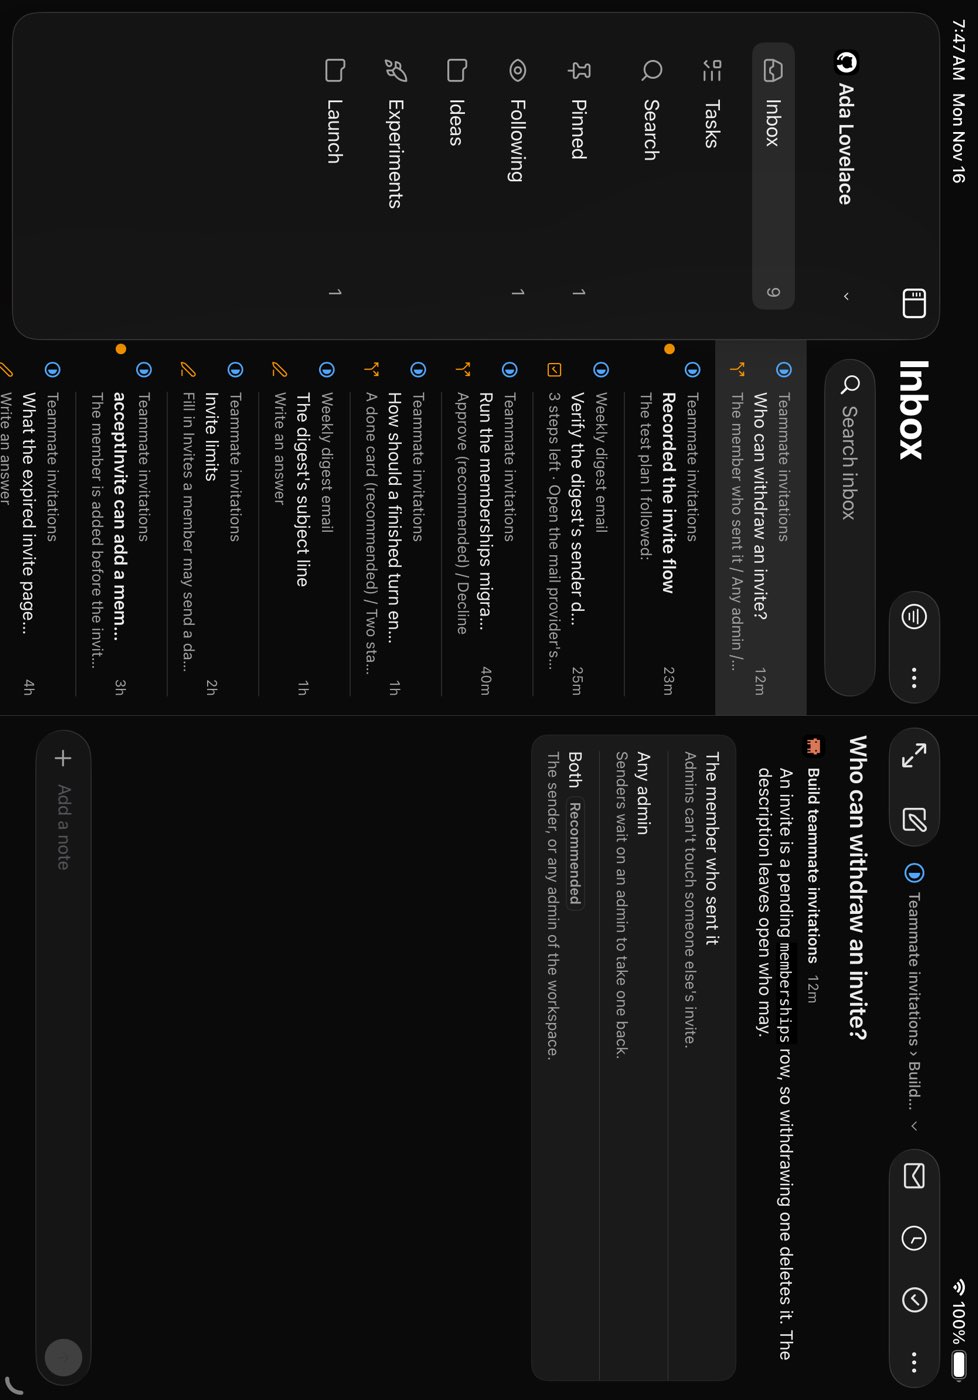 7:47 AM Mon Nov 16
100%
Ada Lovelace
Inbox 9
Tasks
Search
Pinned 1
Following 1
Ideas
Experiments
Launch 1
Inbox
Search inbox
Teammate invitations
Who can withdraw an invite? 12m
The member who sent it / Any admin /...
Teammate invitations
Recorded the invite flow 23m
The test plan I followed:
Weekly digest email
Verify the digest's sender d... 25m
3 steps left · Open the mail provider's...
Teammate invitations
Run the memberships migra... 40m
Approve (recommended) / Decline
Teammate invitations
How should a finished turn en... 1h
A done card (recommended) / Two sta...
Weekly digest email
The digest's subject line 1h
Write an answer
Teammate invitations
Invite limits 2h
Fill in Invites a member may send a da...
Teammate invitations
acceptInvite can add a mem... 3h
The member is added before the invit...
Teammate invitations
What the expired invite page... 4h
Write an answer
Teammate invitations › Build...
Who can withdraw an invite?
Build teammate invitations 12m
An invite is a pending memberships row, so withdrawing one deletes it. The
description leaves open who may.
The member who sent it
Admins can't touch someone else's invite.
Any admin
Senders wait on an admin to take one back.
Both Recommended
The sender, or any admin of the workspace.
Add a note